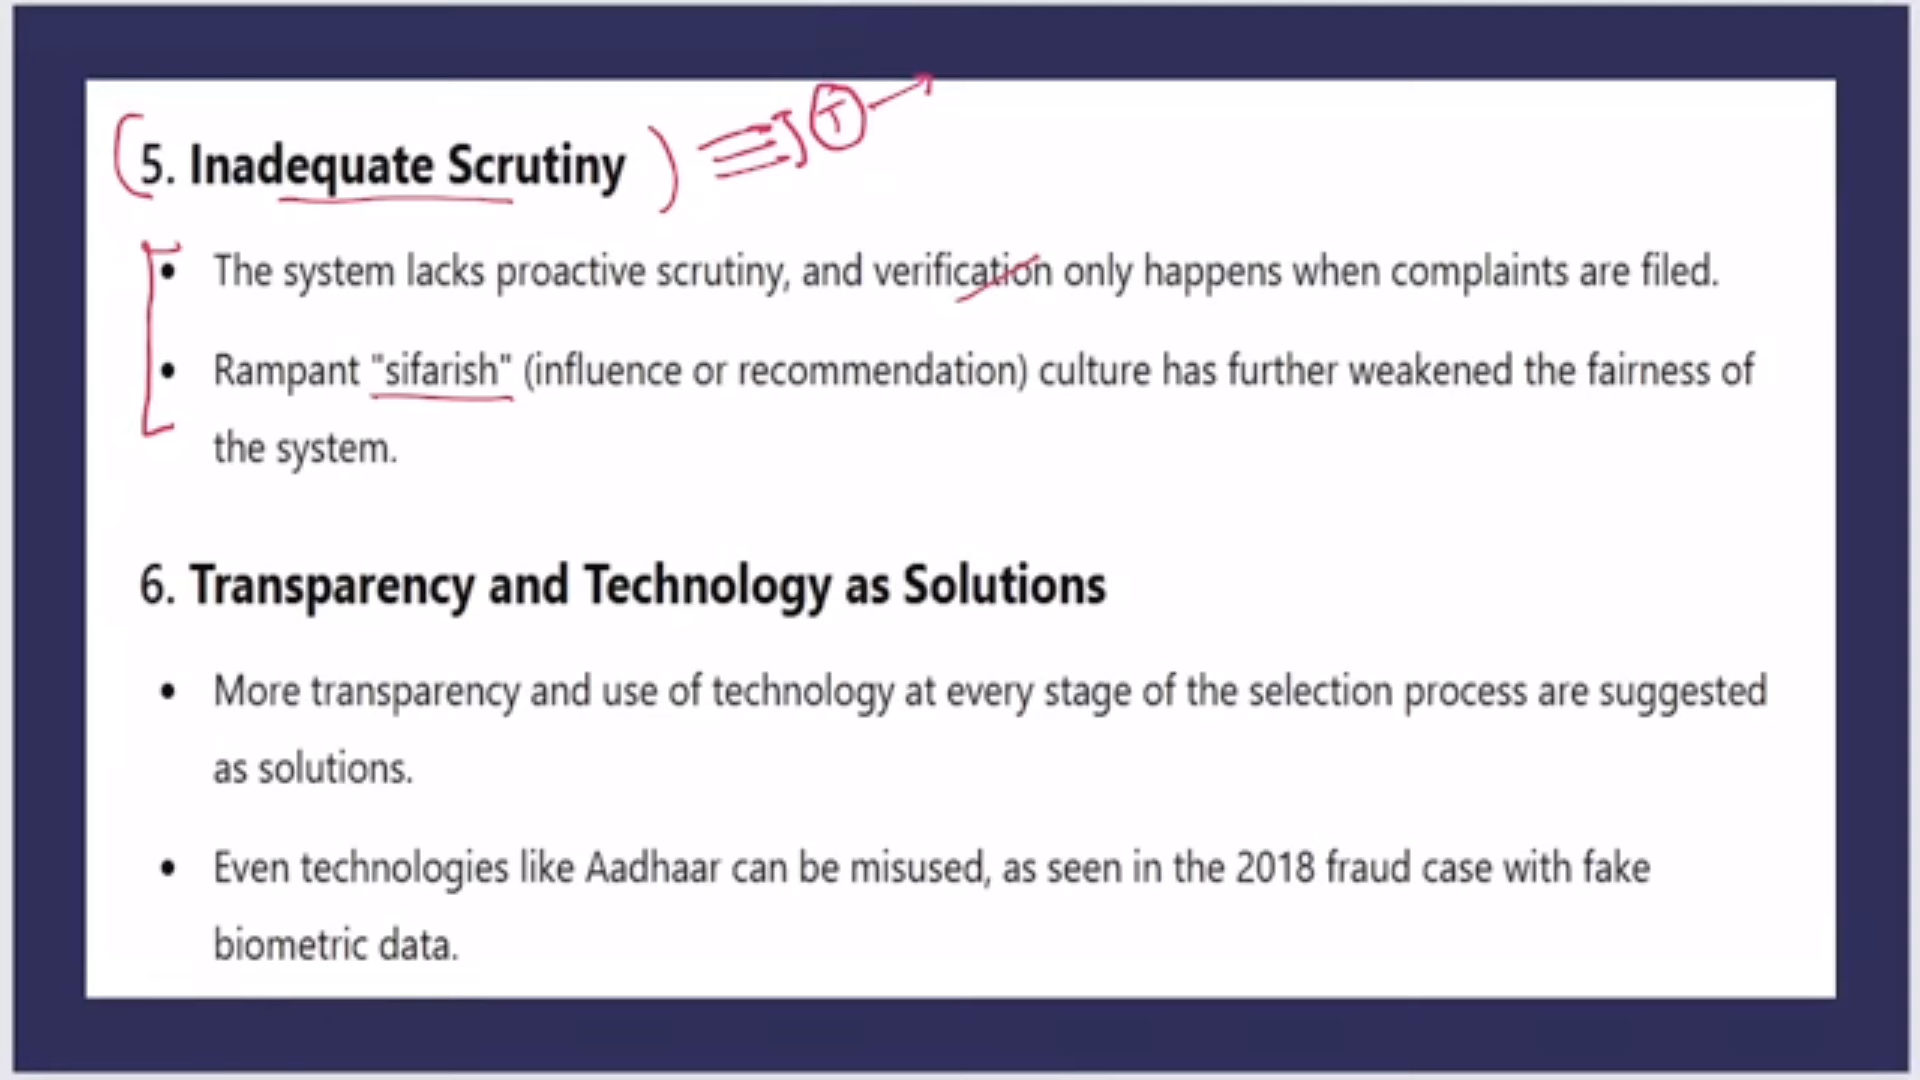 5. Inadequate Scrutiny
T
• The system lacks proactive scrutiny, and verification only happens when complaints are filed.
• Rampant "sifarish" (influence or recommendation) culture has further weakened the fairness of
the system.
6. Transparency and Technology as Solutions
• More transparency and use of technology at every stage of the selection process are suggested
as solutions.
• Even technologies like Aadhaar can be misused, as seen in the 2018 fraud case with fake
biometric data.